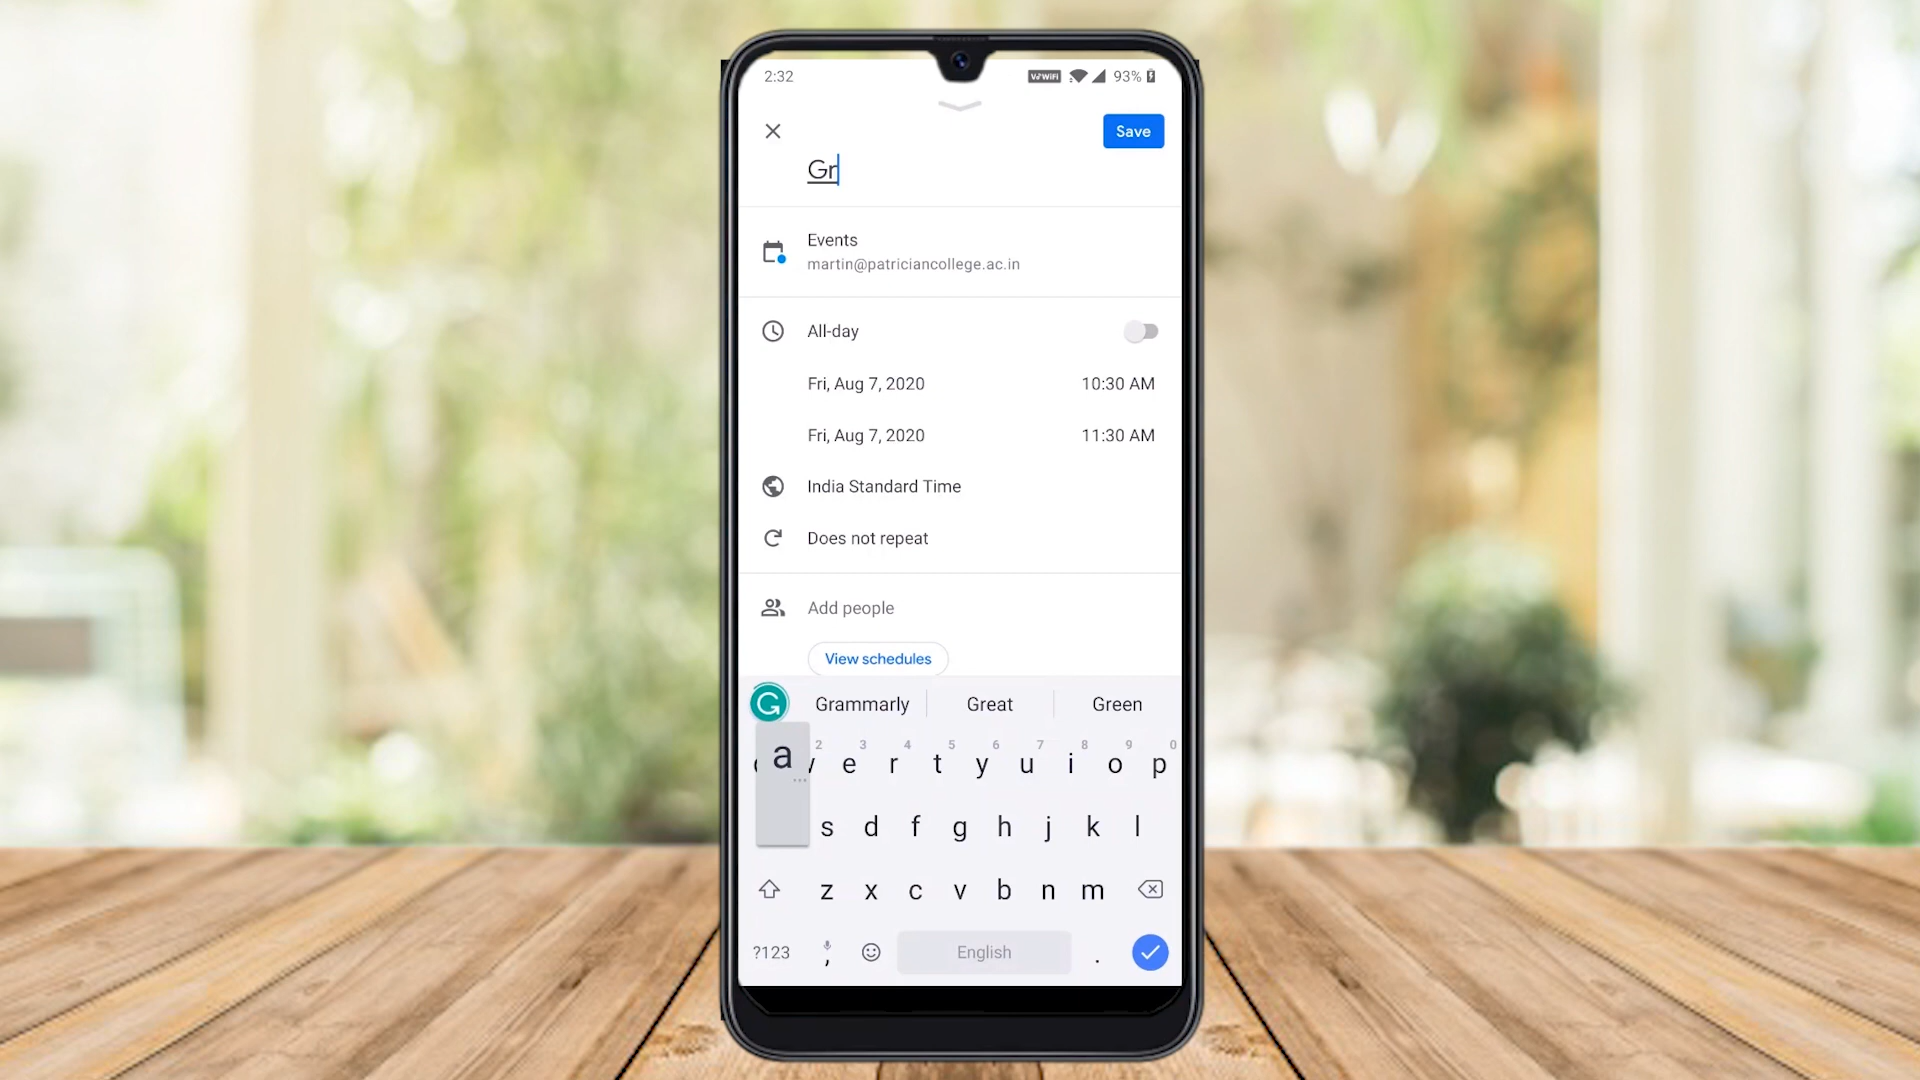 2:32 VoWiFi 93%
Save
Gr
Events
martin@patriciancollege.ac.in
All-day
Fri, Aug 7, 2020 10:30 AM
Fri, Aug 7, 2020 11:30 AM
India Standard Time
Does not repeat
Add people
View schedules
Grammarly Great Green
2 3 4 5 6 7 8 9 0
a e r t y u i o p
s d f g h j k l
z x c v b n m
?123 , English .